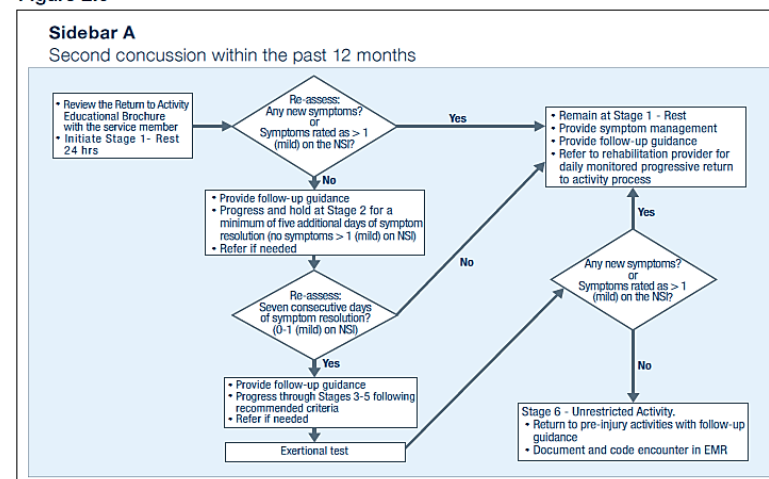 Sidebar A
Second concussion within the past 12 months
• Review the Return to Activity
Educational Brochure
with the service member
• Initiate Stage 1- Rest
24 hrs
Re-assess:
Any new symptoms?
or
Symptoms rated as > 1
(mild) on the NSI?
Yes
• Remain at Stage 1 - Rest
• Provide symptom management
• Provide follow-up guidance
• Refer to rehabilitation provider for
daily monitored progressive return
to activity process
No
• Provide follow-up guidance
• Progress and hold at Stage 2 for a
minimum of five additional days of symptom
resolution (no symptoms > 1 (mild) on NSI)
• Refer if needed
No
Yes
Re-assess:
Seven consecutive days
of symptom resolution?
(0-1 (mild) on NSI)
Any new symptoms?
or
Symptoms rated as > 1
(mild) on the NSI?
Yes
No
• Provide follow-up guidance
• Progress through Stages 3-5 following
recommended criteria
• Refer if needed
Exertional test
Stage 6 - Unrestricted Activity.
• Return to pre-injury activities with follow-up
guidance
• Document and code encounter in EMR